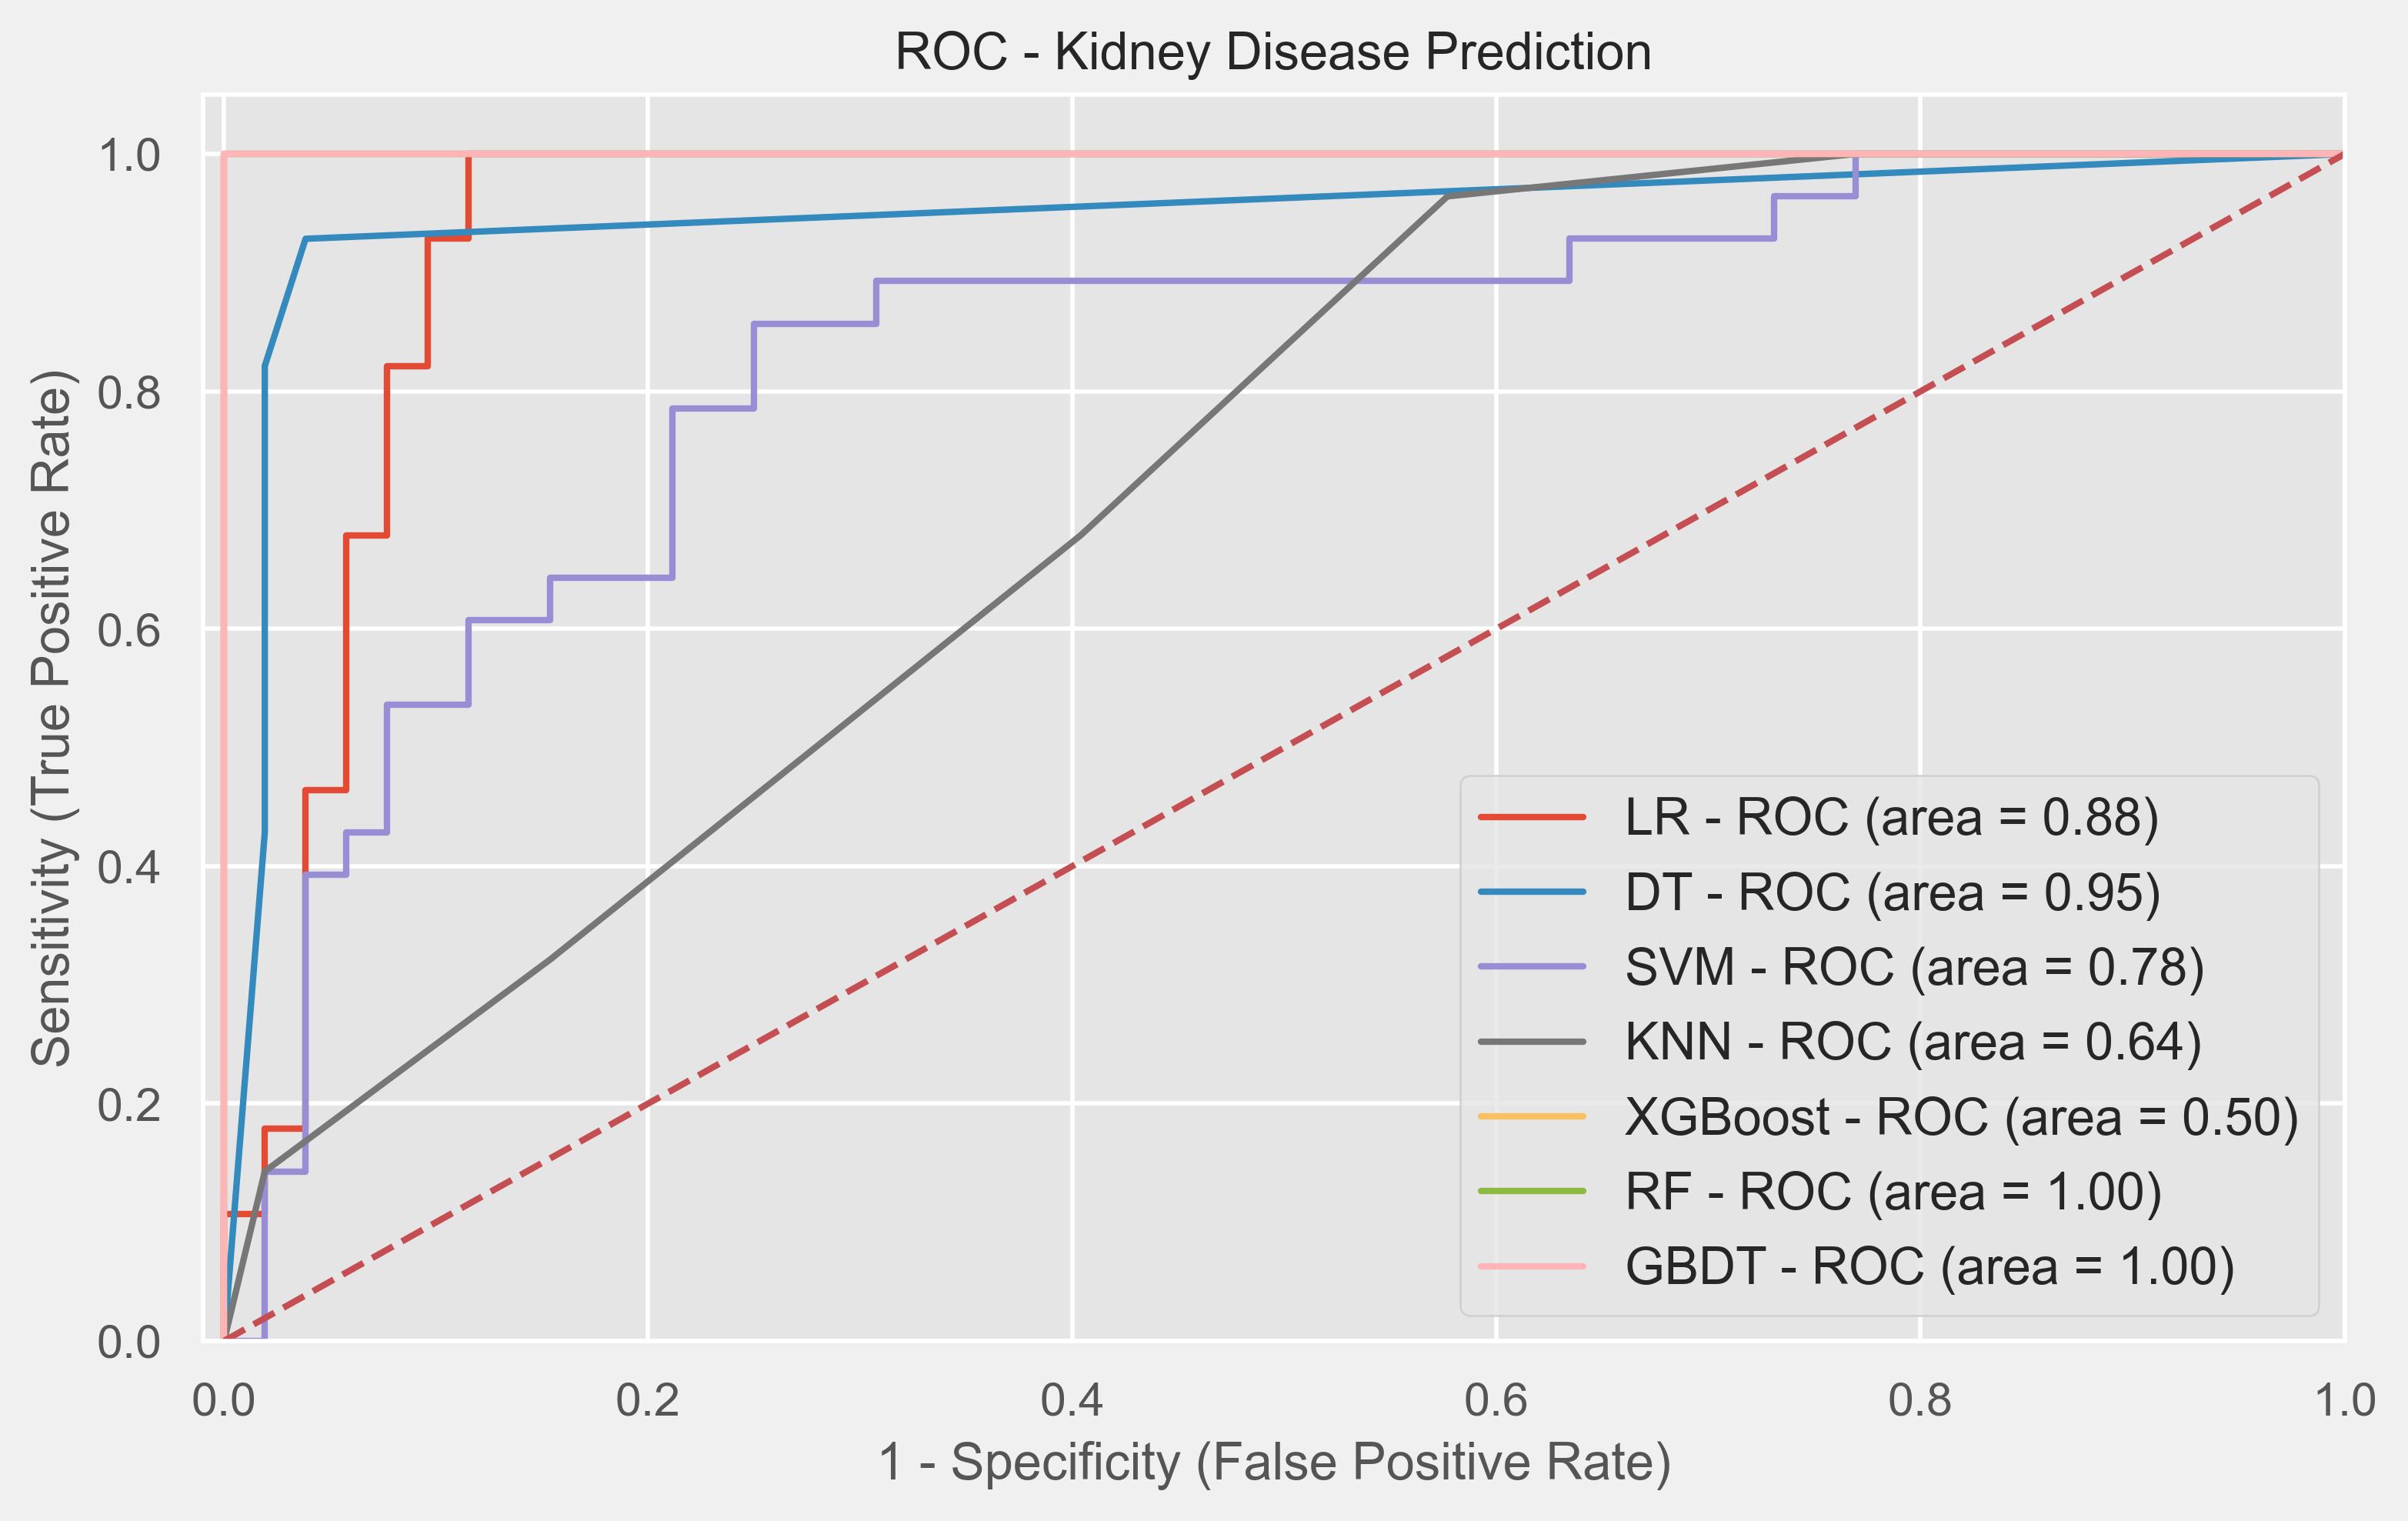 ROC - Kidney Disease Prediction
Sensitivity (True Positive Rate)
1.0
0.8
0.6
0.4
0.2
0.0
LR - ROC (area = 0.88)
DT - ROC (area = 0.95)
SVM - ROC (area = 0.78)
KNN - ROC (area = 0.64)
XGBoost - ROC (area = 0.50)
RF - ROC (area = 1.00)
GBDT - ROC (area = 1.00)
0.0 0.2 0.4 0.6 0.8 1.0
1 - Specificity (False Positive Rate)